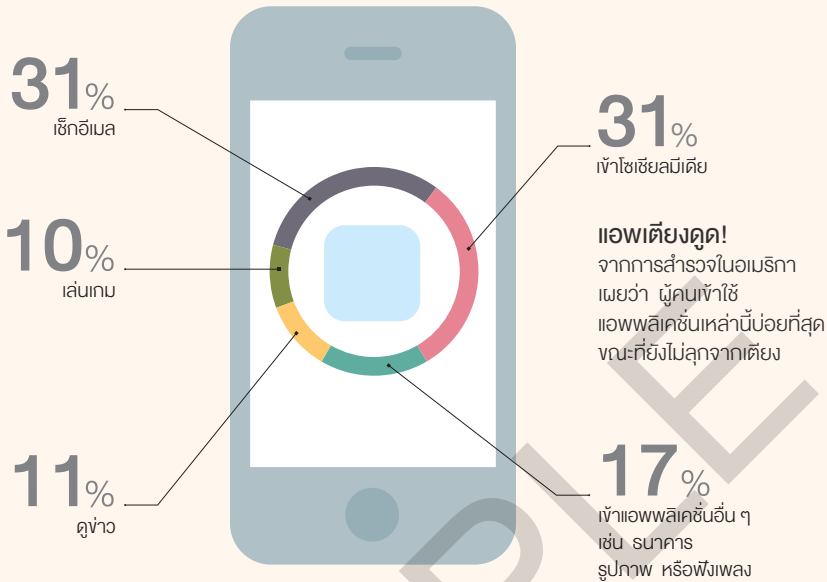 31%
เช็กอีเมล
10%
เล่นเกม
11%
ดูข่าว
31%
เข้าโซเชียลมีเดีย
แอพเตียงดูด!
จากการสำรวจในอเมริกา
เผยว่า ผู้คนเข้าใช้
แอพพลิเคชั่นเหล่านี้บ่อยที่สุด
ขณะที่ยังไม่ลุกจากเตียง
17%
เข้าแอพพลิเคชั่นอื่น ๆ
เช่น ธนาคาร
รูปภาพ หรือฟังเพลง
PLE